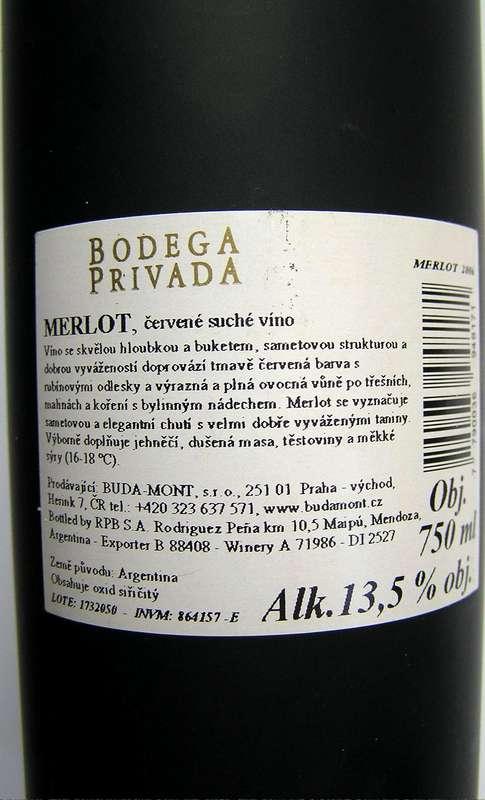 BODEGA
PRIVADA
MERLOT 2006
MERLOT, červené suché víno
Víno se skvělou hloubkou a buketem, sametovou strukturou a
dobrou vyvážeností doprovází tmavě červená barva s
rubínovými odlesky a výrazná a plná ovocná vůně po třešních,
malinách a koření s bylinným nádechem. Merlot se vyznačuje
sametovou a elegantní chutí s velmi dobře vyváženými taniny.
Výborně doplňuje jehněčí, dušená masa, těstoviny a měkké
sýry (16-18 °C).
Prodávající: BUDA-MONT, s.r.o., 251 01 Praha - východ,
Herink 7, ČR tel.: +420 323 637 571, www.budamont.cz
Bottled by RPB S.A. Rodriguez Peña km 10,5 Maipú, Mendoza,
Argentina - Exporter B 88408 - Winery A 71986 - DI 2527
Obj.
750 ml
Země původu: Argentina
Obsahuje oxid siřičitý
LOTE: 1732050 - INVM: 864157 -E
Alk.13,5 % obj.